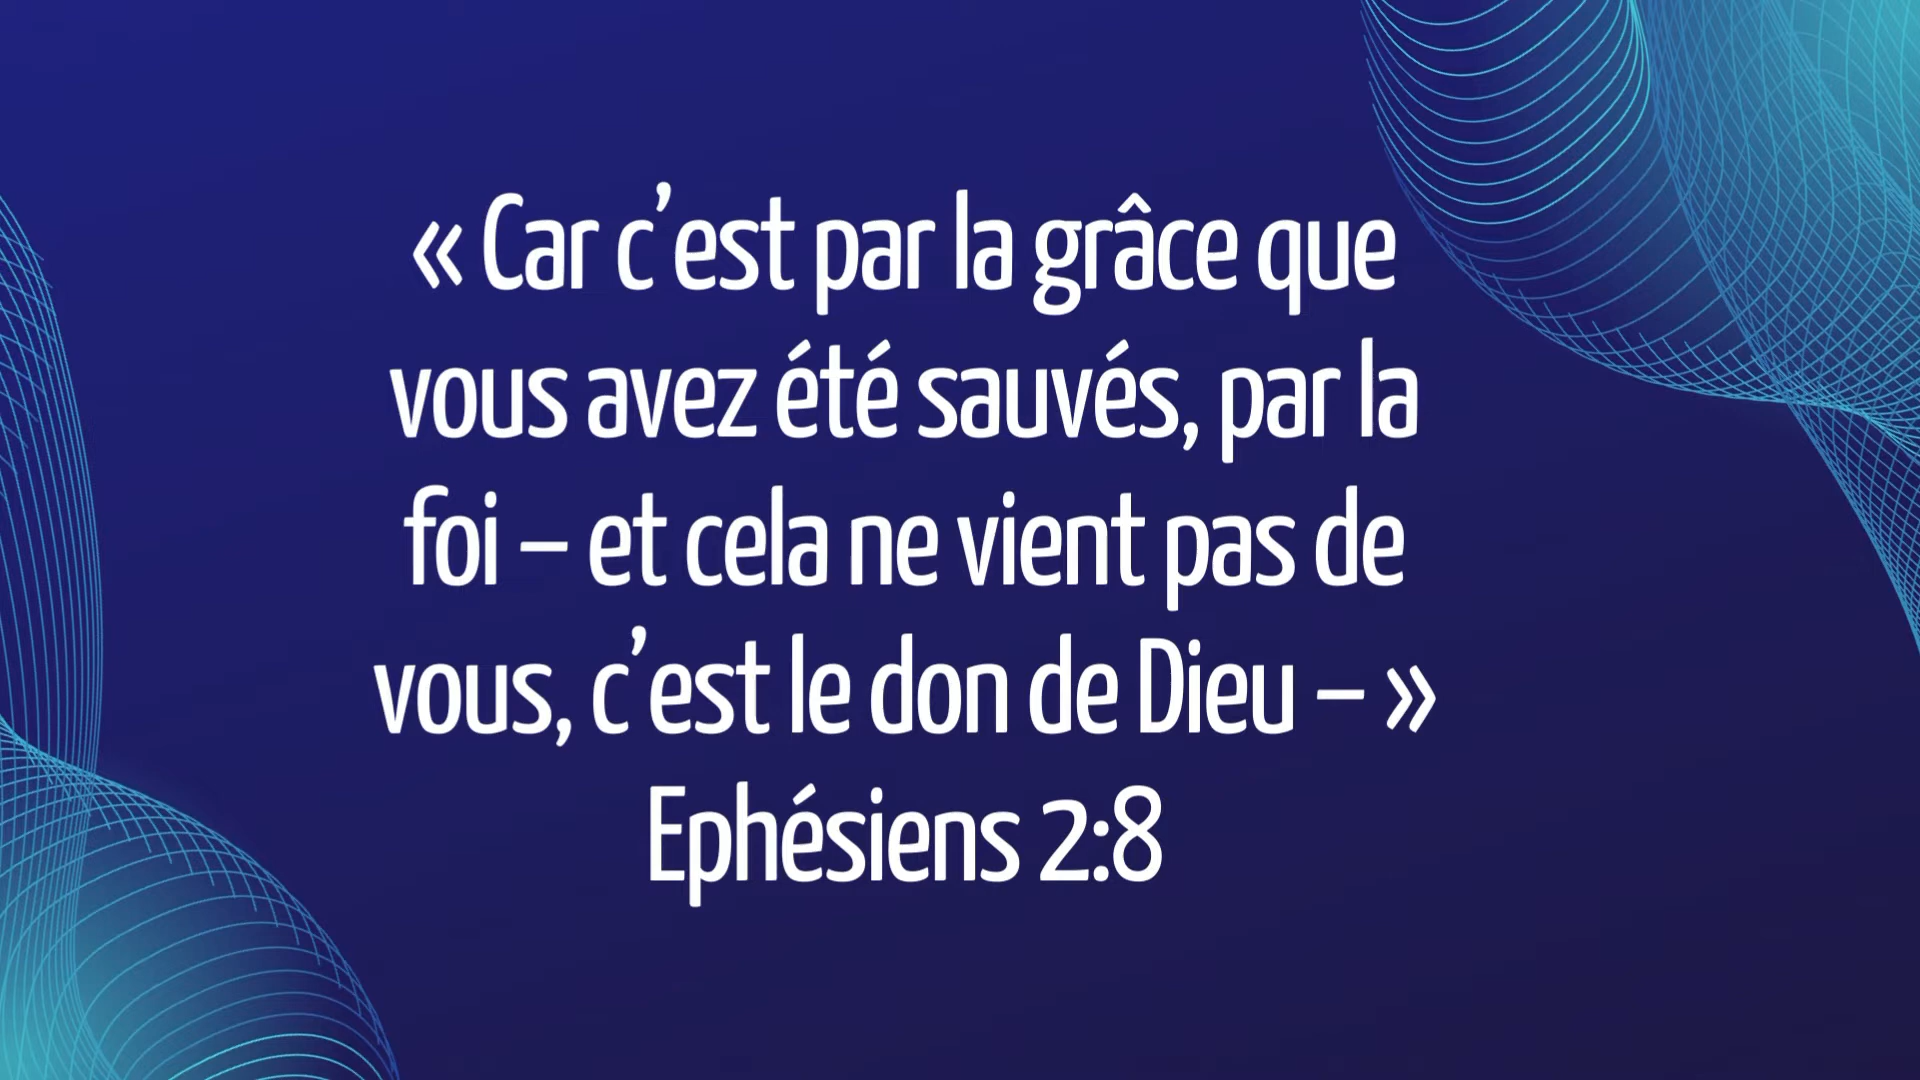 « Car c’est par la grâce que
vous avez été sauvés, par la
foi – et cela ne vient pas de
vous, c’est le don de Dieu – »
Ephésiens 2:8